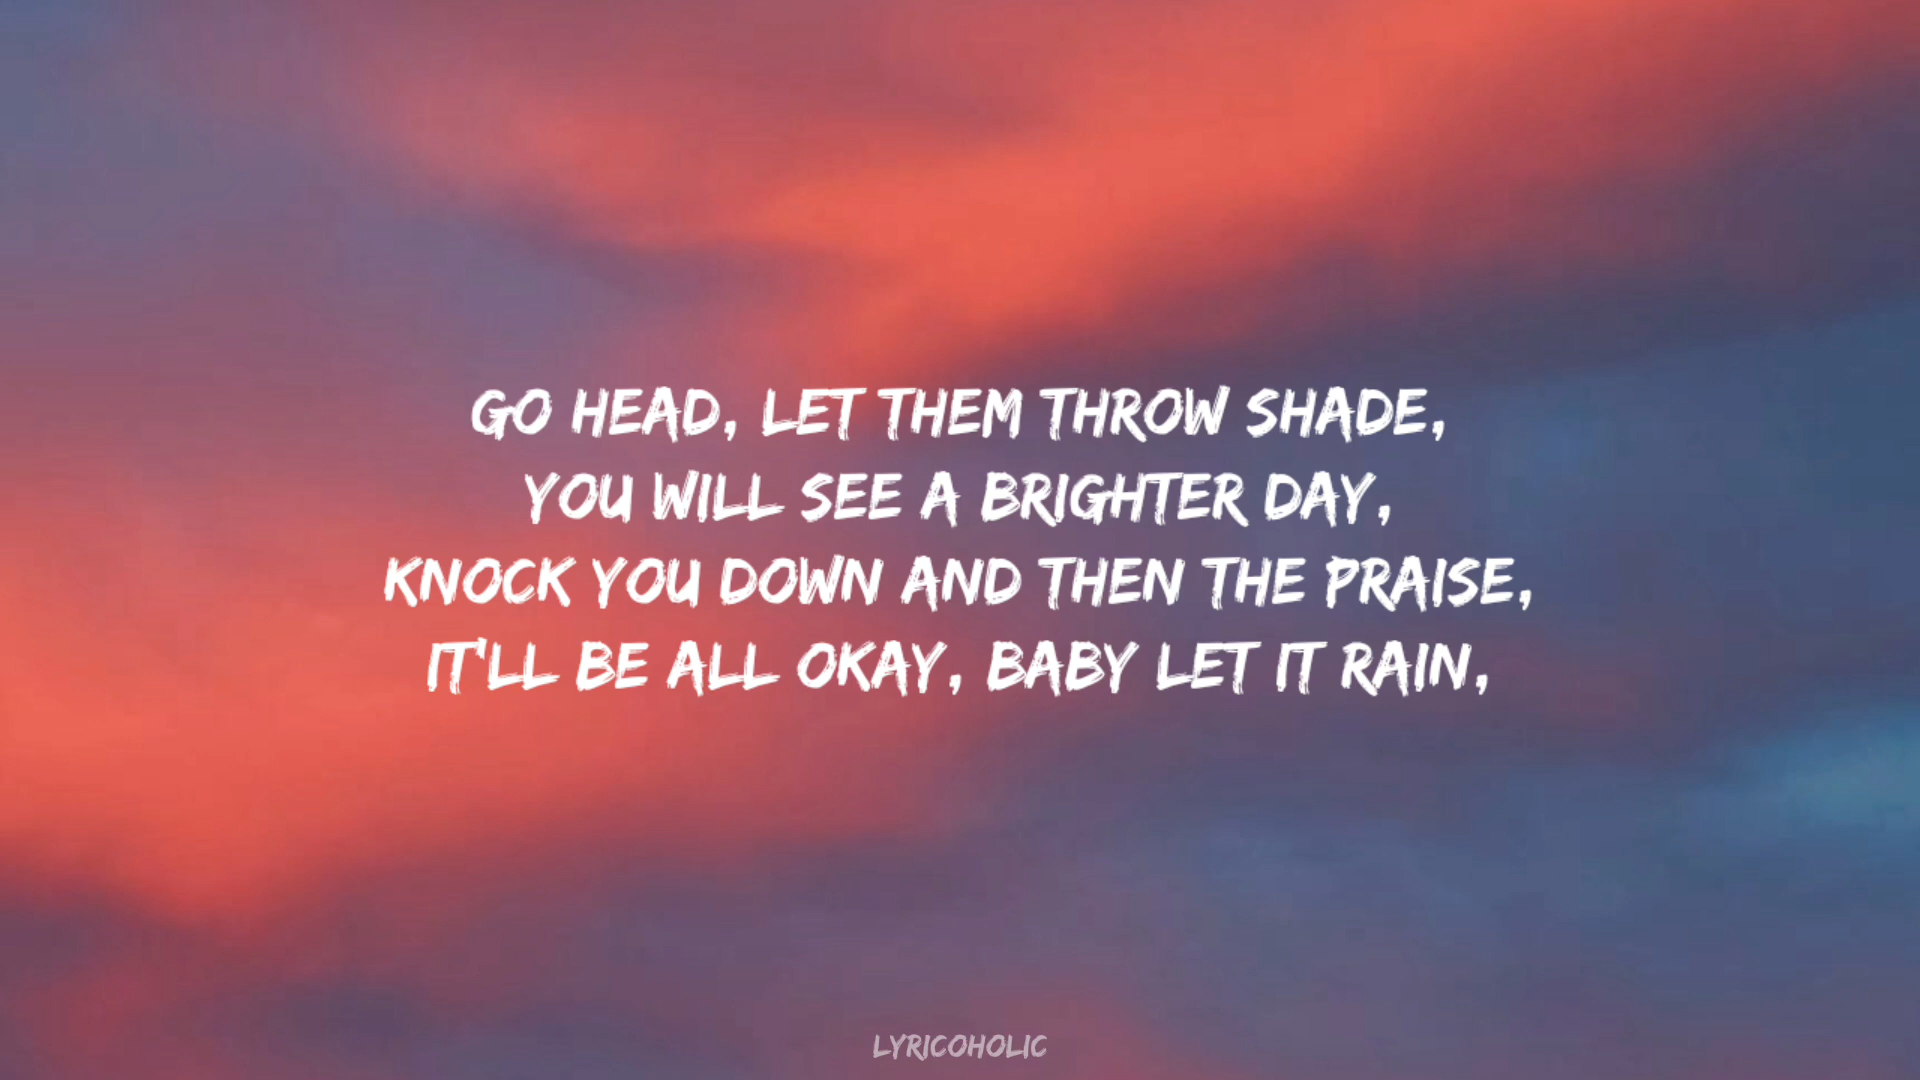 GO HEAD, LET THEM THROW SHADE,
YOU WILL SEE A BRIGHTER DAY,
KNOCK YOU DOWN AND THEN THE PRAISE,
IT'LL BE ALL OKAY, BABY LET IT RAIN,
LYRICOHOLIC